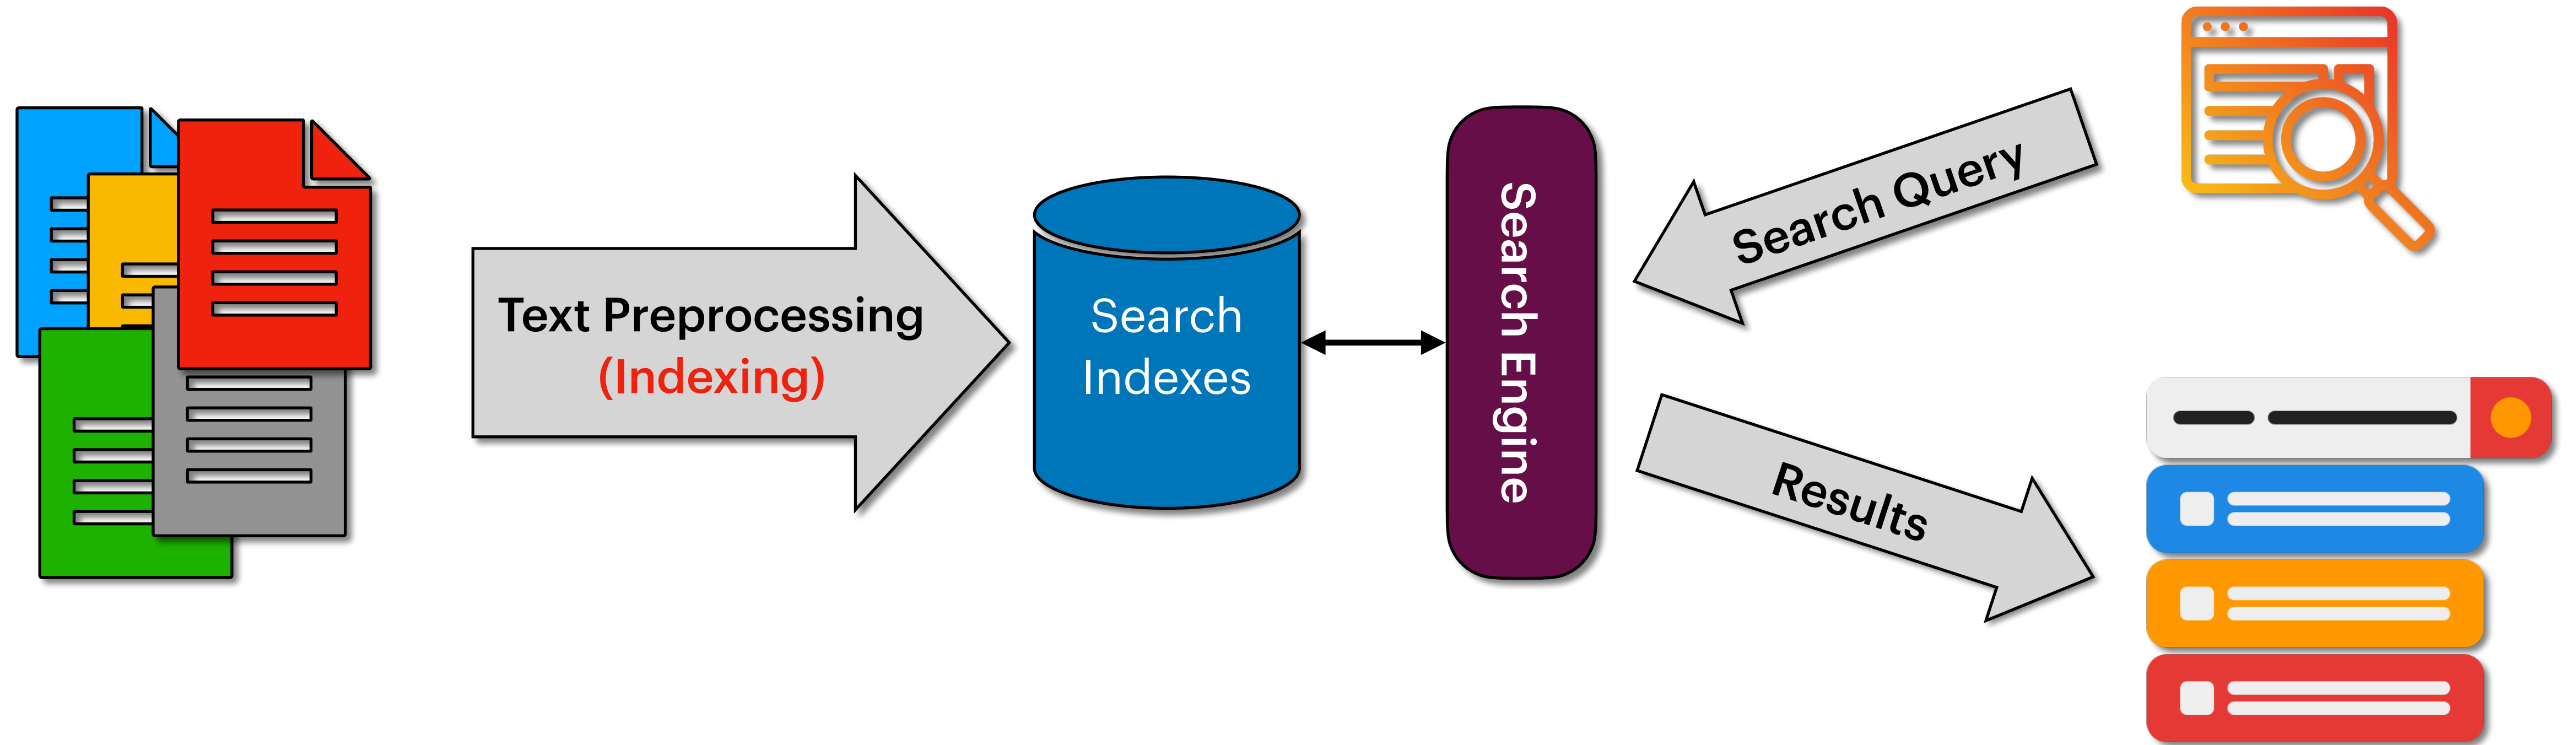 Text Preprocessing
(Indexing)
Search
Indexes
Search Engine
Search Query
Results